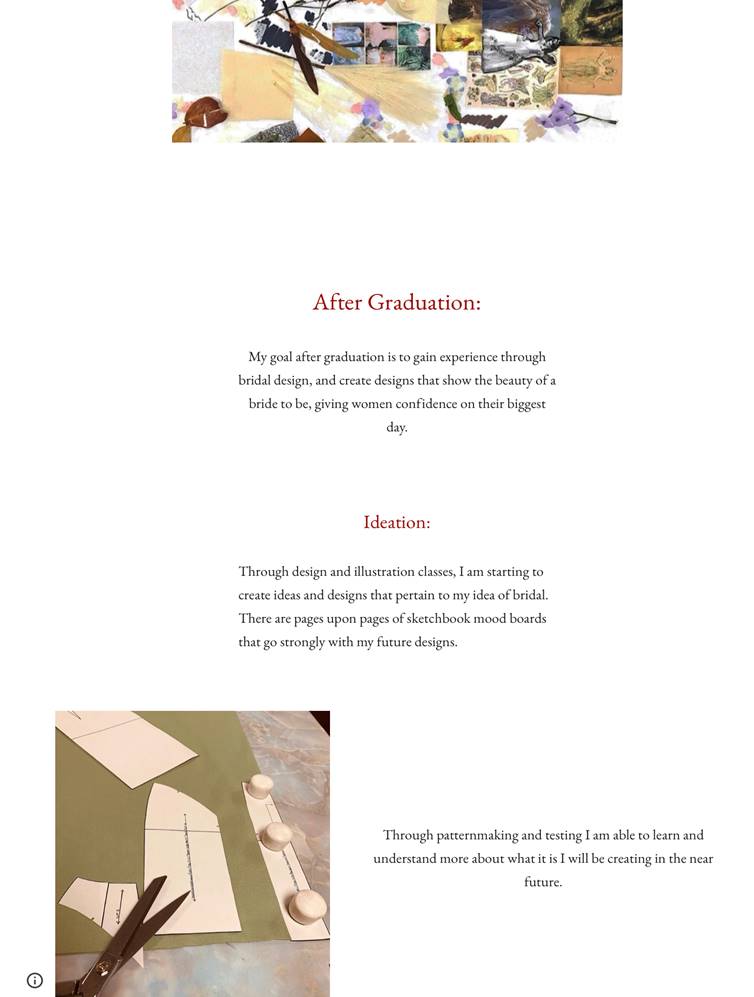 After Graduation:
My goal after graduation is to gain experience through
bridal design, and create designs that show the beauty of a
bride to be, giving women confidence on their biggest
day.
Ideation:
Through design and illustration classes, I am starting to
create ideas and designs that pertain to my idea of bridal.
There are pages upon pages of sketchbook mood boards
that go strongly with my future designs.
Through patternmaking and testing I am able to learn and
understand more about what it is I will be creating in the near
future.